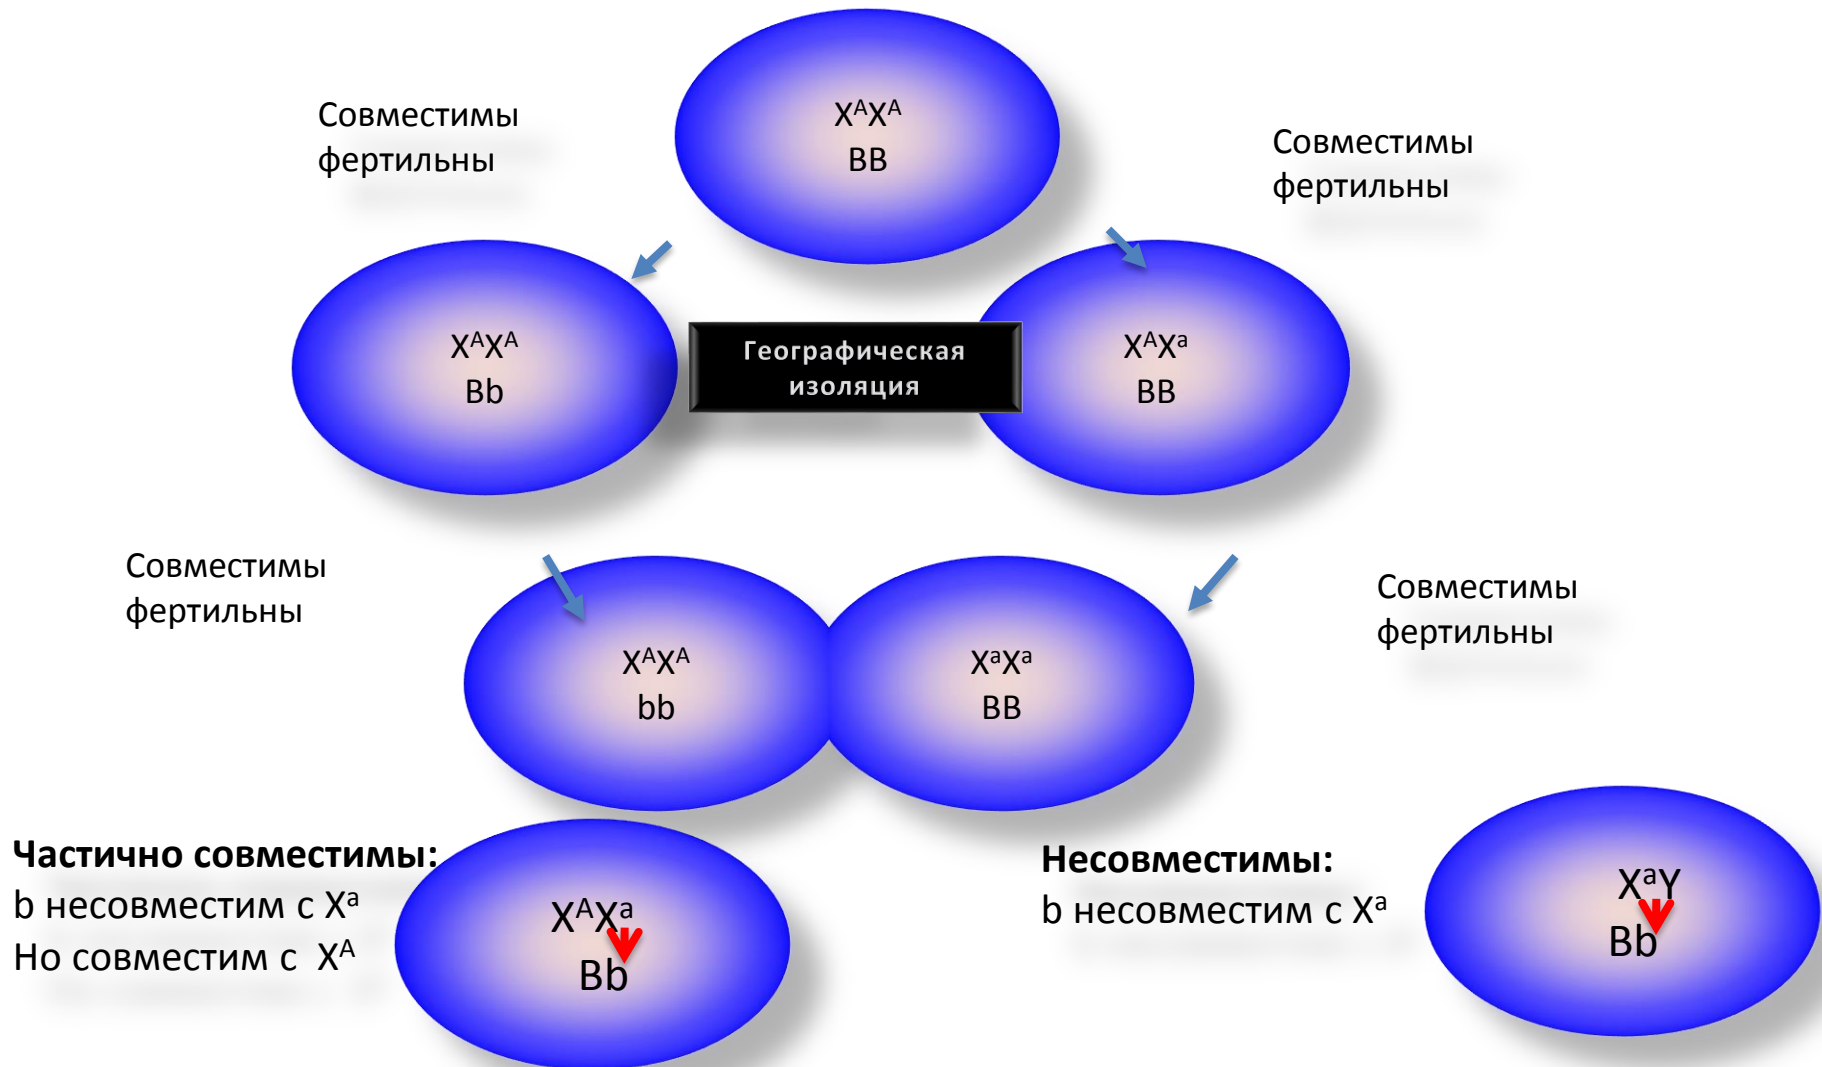 Совместимы
фертильны
XᴬXᴬ
BB
Совместимы
фертильны
XᴬXᴬ
Bb
Географическая
изоляция
XᴬXᵃ
BB
Совместимы
фертильны
XᴬXᴬ
bb
XᵃXᵃ
BB
Совместимы
фертильны
Частично совместимы:
b несовместим с Xᵃ
Но совместим с Xᴬ
XᴬXᵃ
Bb
Несовместимы:
b несовместим с Xᵃ
XᵃY
Bb